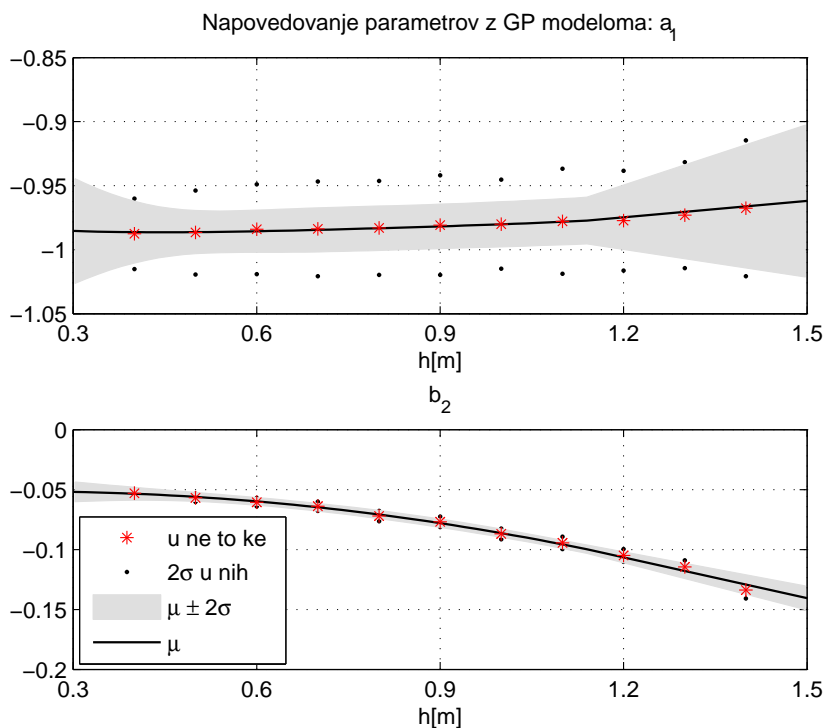 Napovedovanje parametrov z GP modeloma: a₁
−0.85
−0.9
−0.95
−1
−1.05
0.3 0.6 0.9 1.2 1.5
h[m]
b₂
0
−0.05
−0.1
−0.15
−0.2
u ne to ke
2σ u nih
μ ± 2σ
μ
0.3 0.6 0.9 1.2 1.5
h[m]